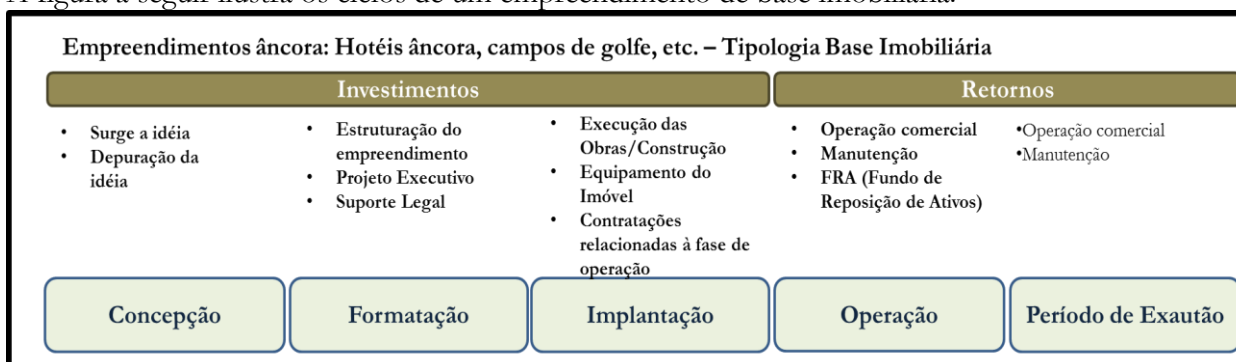 A figura a seguir ilustra os ciclos de um empreendimento de base imobiliária.
Empreendimentos âncora: Hotéis âncora, campos de golfe, etc. – Tipologia Base Imobiliária
Investimentos
Retornos
• Surge a idéia
• Depuração da
idéia
• Estruturação do
empreendimento
• Projeto Executivo
• Suporte Legal
• Execução das
Obras/Construção
• Equipamento do
Imóvel
• Contratações
relacionadas à fase de
operação
• Operação comercial
• Manutenção
• FRA (Fundo de
Reposição de Ativos)
•Operação comercial
•Manutenção
Concepção
Formatação
Implantação
Operação
Período de Exautão